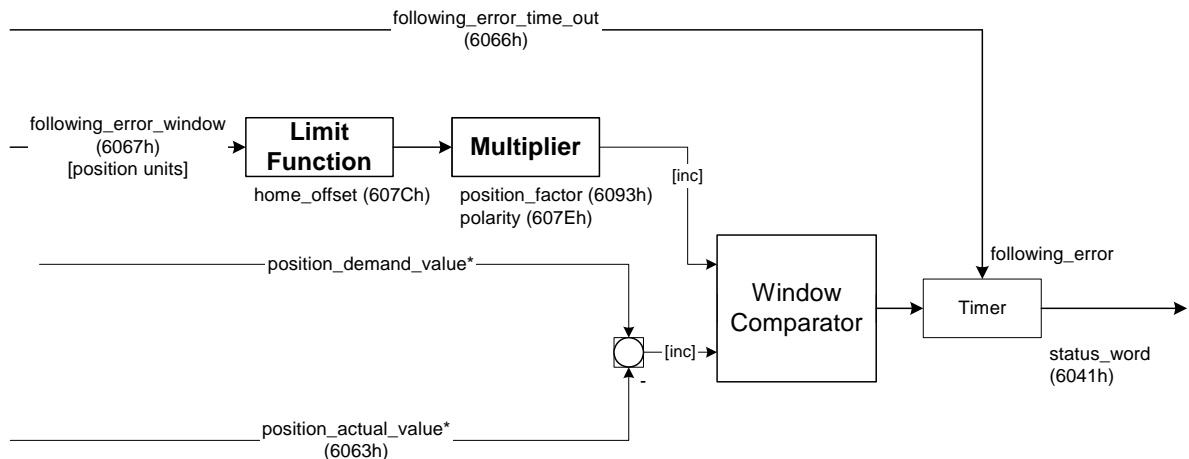 following_error_time_out
(6066h)
following_error_window
(6067h)
[position units]
Limit
Function
home_offset (607Ch)
Multiplier
position_factor (6093h)
polarity (607Eh)
[inc]
position_demand_value*
[inc]
-
position_actual_value*
(6063h)
Window
Comparator
following_error
Timer
status_word
(6041h)